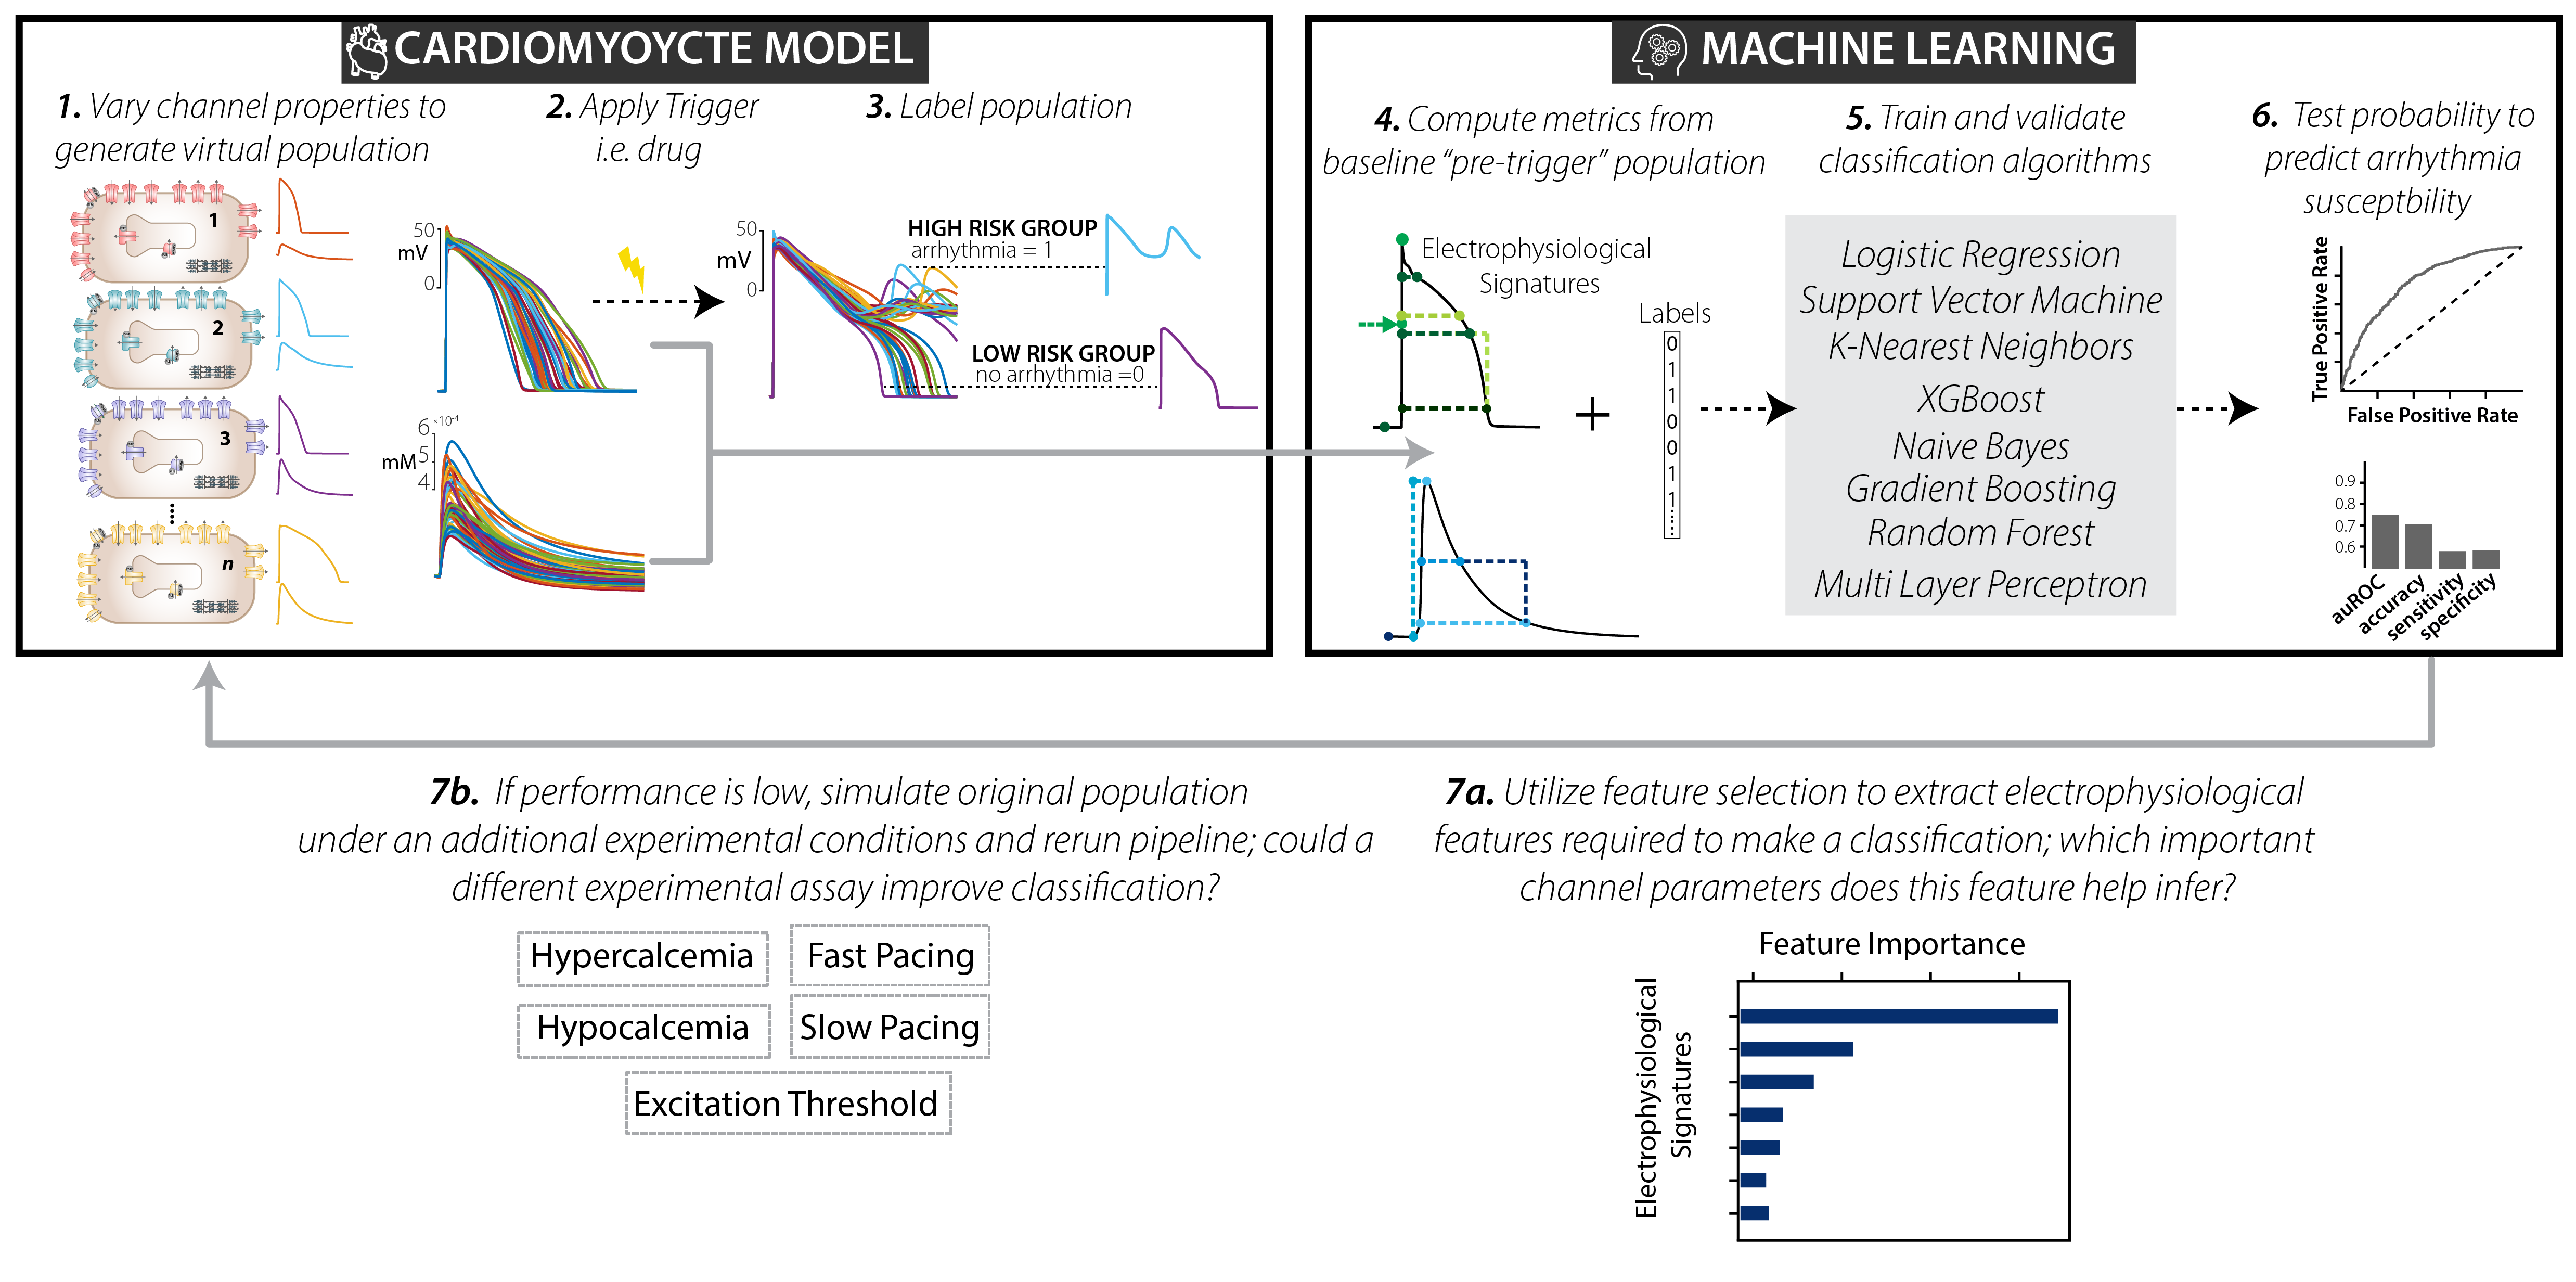 CARDIOMYOYCTE MODEL
1. Vary channel properties to
generate virtual population
1
2
3
n
2. Apply Trigger
i.e. drug
50
mV
0
6 ×10-4
mM 5
4
3. Label population
50
mV
0
HIGH RISK GROUP
arrhythmia = 1
LOW RISK GROUP
no arrhythmia =0
MACHINE LEARNING
4. Compute metrics from
baseline “pre-trigger” population
Electrophysiological
Signatures
Labels
0
1
1
0
0
1
1
+
5. Train and validate
classification algorithms
Logistic Regression
Support Vector Machine
K-Nearest Neighbors
XGBoost
Naive Bayes
Gradient Boosting
Random Forest
Multi Layer Perceptron
6. Test probability to
predict arrhythmia
susceptbility
True Positive Rate
False Positive Rate
0.9
0.8
0.7
0.6
auROC
accuracy
sensitivity
specificity
7b. If performance is low, simulate original population
under an additional experimental conditions and rerun pipeline; could a
different experimental assay improve classification?
Hypercalcemia
Fast Pacing
Hypocalcemia
Slow Pacing
Excitation Threshold
7a. Utilize feature selection to extract electrophysiological
features required to make a classification; which important
channel parameters does this feature help infer?
Feature Importance
Electrophysiological
Signatures